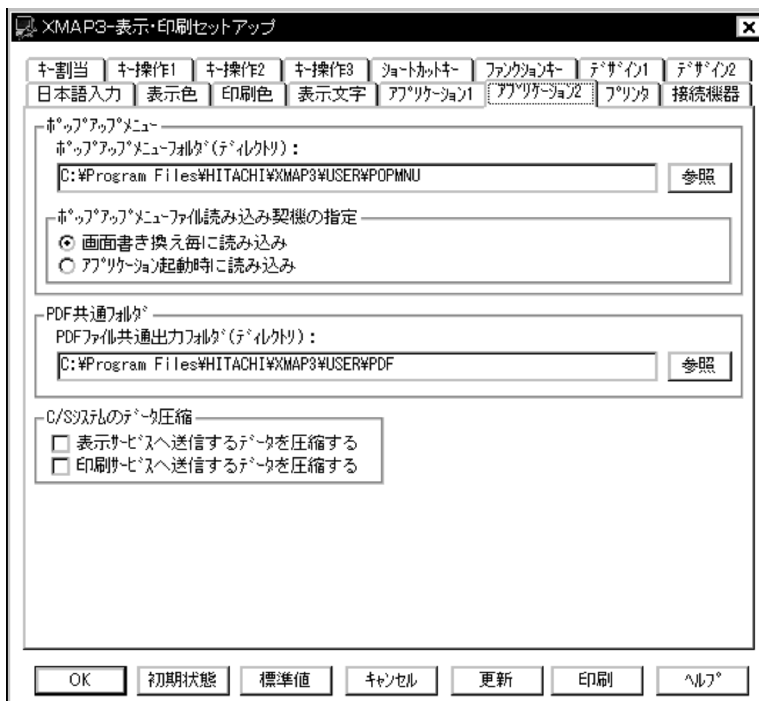 XMAP3-表示・印刷セットアップ
ｷｰ割当 ｷｰ操作1 ｷｰ操作2 ｷｰ操作3 ｼｮｰﾄｶｯﾄｷｰ ﾌｧﾝｸｼｮﾝｷｰ ﾃﾞｻﾞｲﾝ1 ﾃﾞｻﾞｲﾝ2
日本語入力 表示色 印刷色 表示文字 ｱﾌﾟﾘｹｰｼｮﾝ1 ｱﾌﾟﾘｹｰｼｮﾝ2 ﾌﾟﾘﾝﾀ 接続機器
ﾎﾟｯﾌﾟｱｯﾌﾟﾒﾆｭｰ
ﾎﾟｯﾌﾟｱｯﾌﾟﾒﾆｭｰﾌｫﾙﾀﾞ(ﾃﾞｨﾚｸﾄﾘ)：
C:¥Program Files¥HITACHI¥XMAP3¥USER¥POPMNU 参照
ﾎﾟｯﾌﾟｱｯﾌﾟﾒﾆｭｰﾌｧｲﾙ読み込み契機の指定
画面書き換え毎に読み込み
ｱﾌﾟﾘｹｰｼｮﾝ起動時に読み込み
PDF共通ﾌｫﾙﾀﾞ
PDFﾌｧｲﾙ共通出力ﾌｫﾙﾀﾞ(ﾃﾞｨﾚｸﾄﾘ)：
C:¥Program Files¥HITACHI¥XMAP3¥USER¥PDF 参照
C/Sｼｽﾃﾑのﾃﾞｰﾀ圧縮
表示ｻｰﾋﾞｽへ送信するﾃﾞｰﾀを圧縮する
印刷ｻｰﾋﾞｽへ送信するﾃﾞｰﾀを圧縮する
OK 初期状態 標準値 ｷｬﾝｾﾙ 更新 印刷 ﾍﾙﾌﾟ